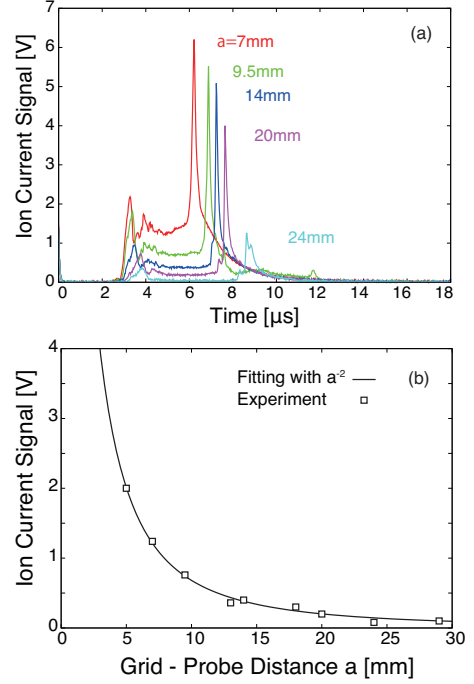 (a)
7
6
5
4
3
2
1
0
Ion Current Signal [V]
a=7mm
9.5mm
14mm
20mm
24mm
0 2 4 6 8 10 12 14 16 18
Time [μs]
(b)
4
3
2
1
0
Ion Current Signal [V]
Fitting with a⁻²
Experiment
0 5 10 15 20 25 30
Grid - Probe Distance a [mm]